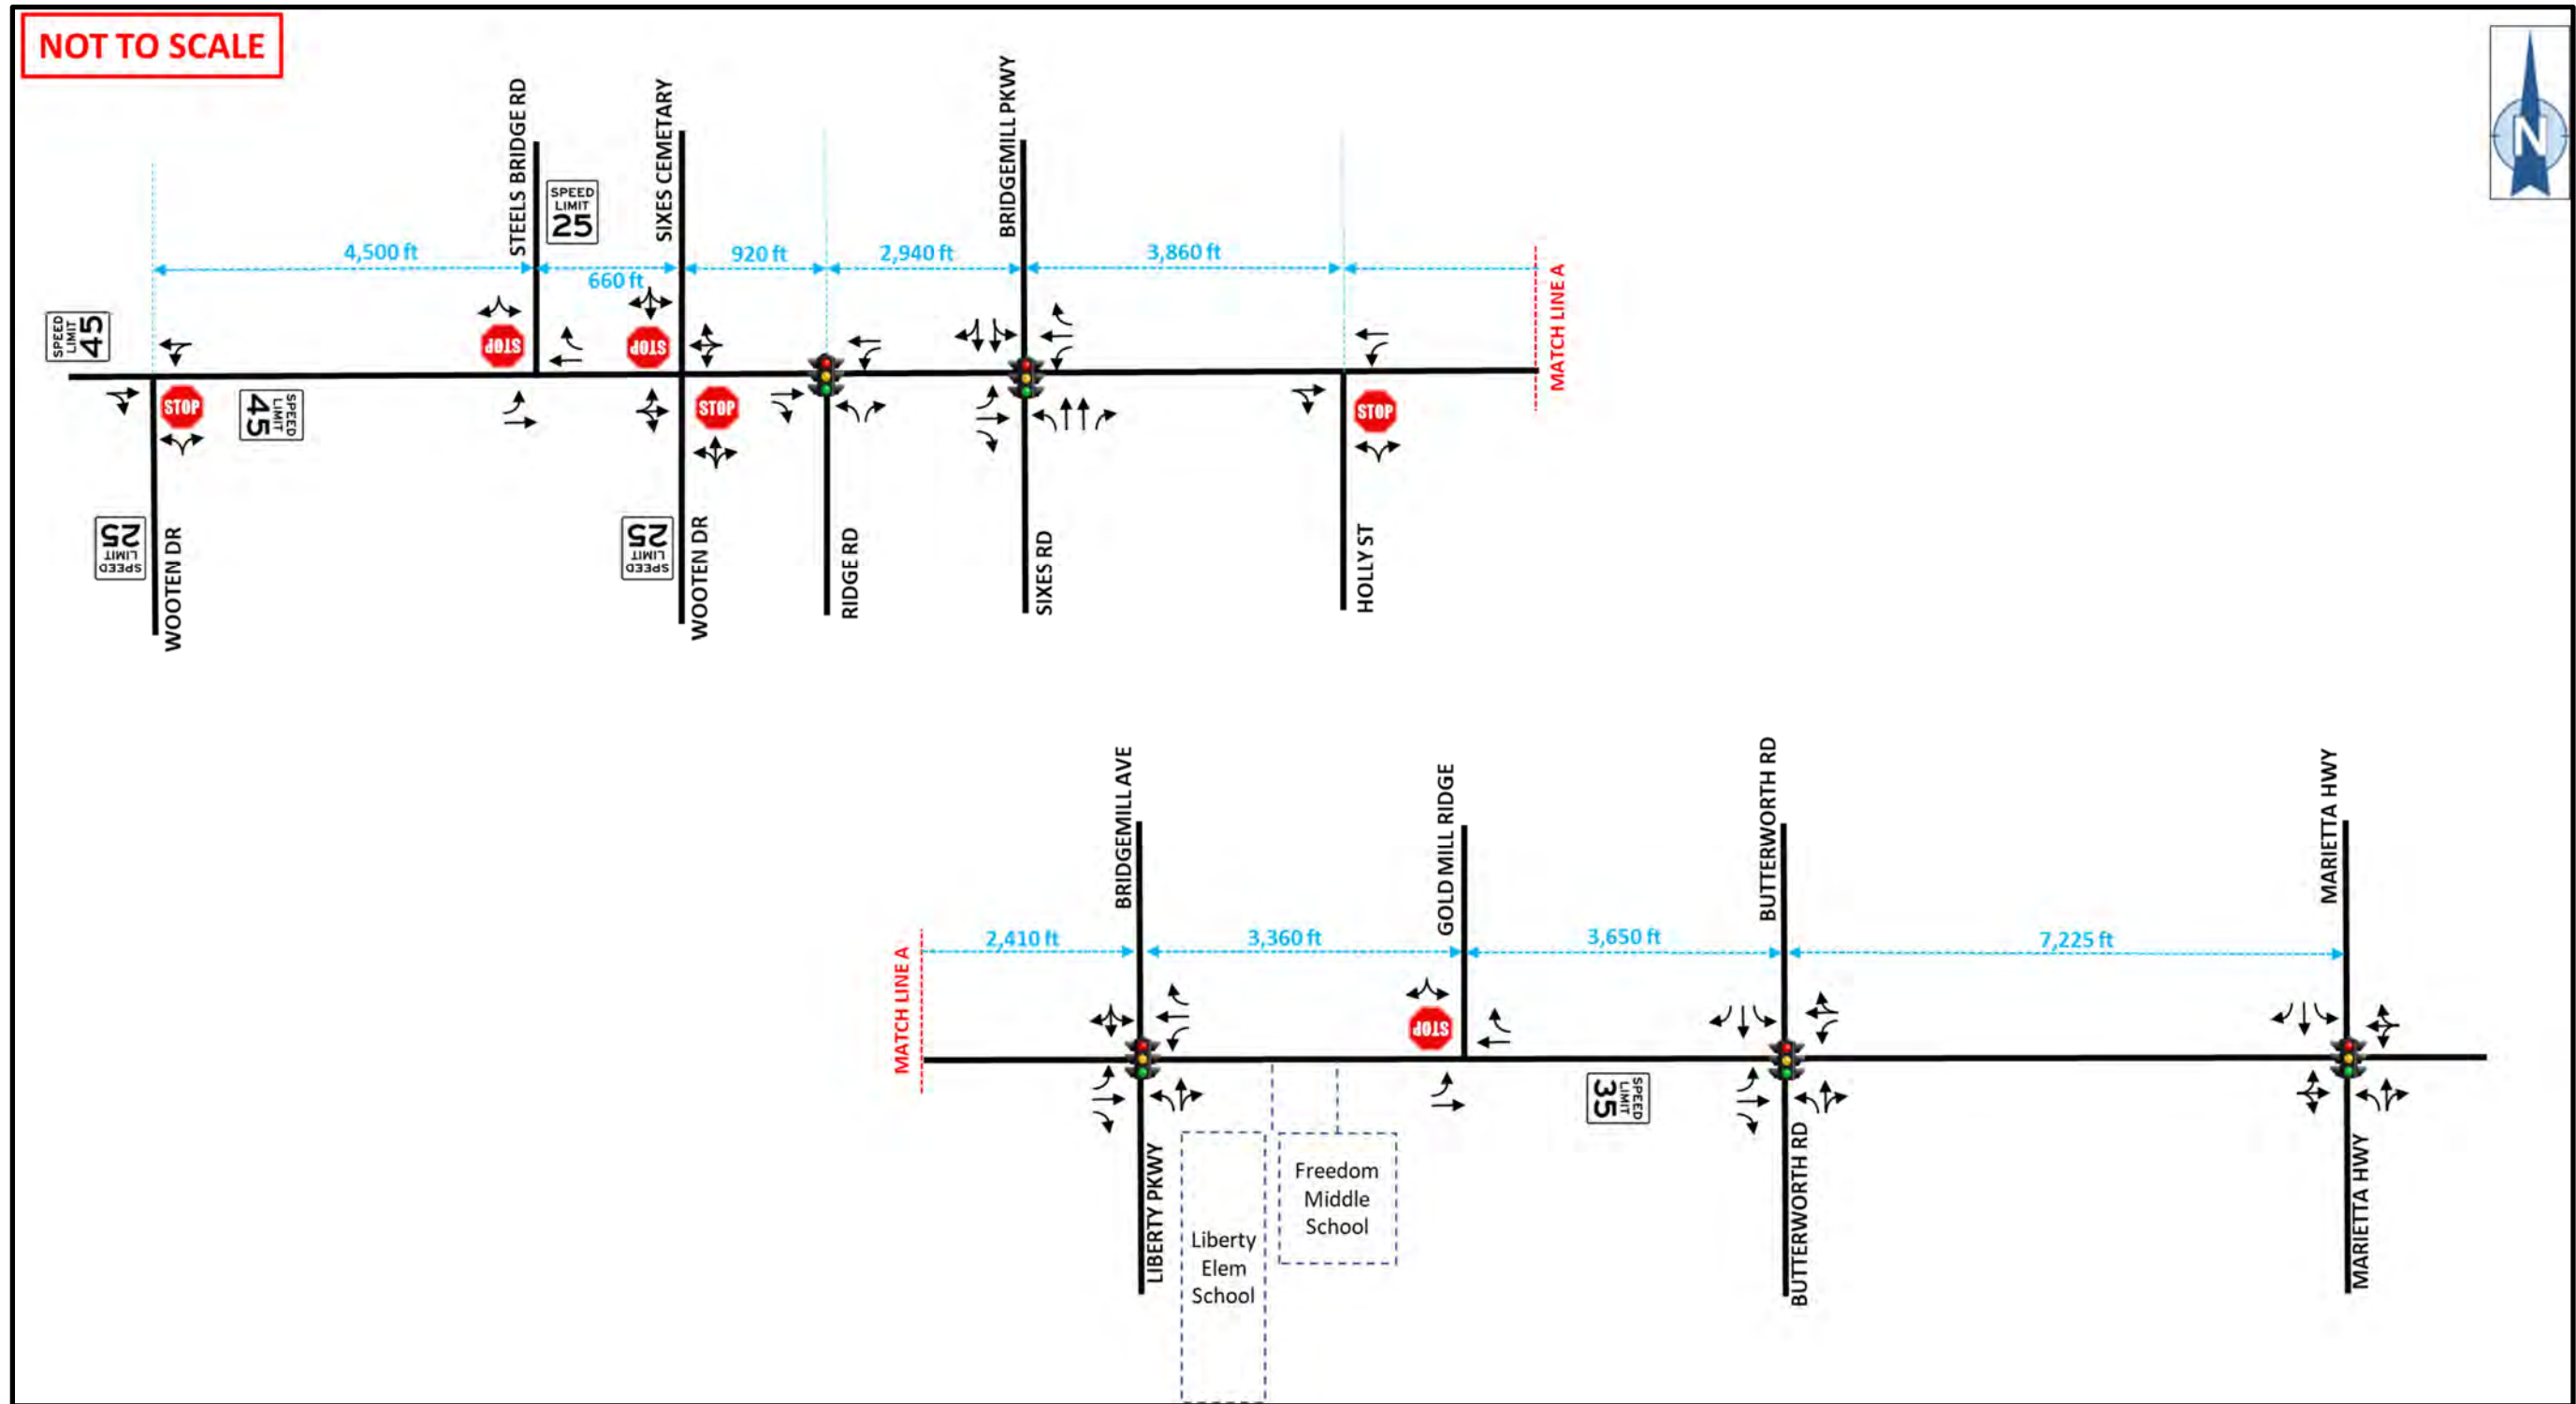 NOT TO SCALE
N
STEELS BRIDGE RD
SIXES CEMETARY
BRIDGEMILL PKWY
SPEED
LIMIT
25
4,500 ft
660 ft
920 ft
2,940 ft
3,860 ft
MATCH LINE A
SPEED
LIMIT
45
STOP
STOP
STOP
SPEED
LIMIT
45
STOP
STOP
SPEED
LIMIT
25
WOOTEN DR
SPEED
LIMIT
25
WOOTEN DR
RIDGE RD
SIXES RD
HOLLY ST
BRIDGEMILL AVE
GOLD MILL RIDGE
BUTTERWORTH RD
MARIETTA HWY
MATCH LINE A
2,410 ft
3,360 ft
3,650 ft
7,225 ft
STOP
SPEED
LIMIT
35
LIBERTY PKWY
Liberty
Elem
School
Freedom
Middle
School
BUTTERWORTH RD
MARIETTA HWY